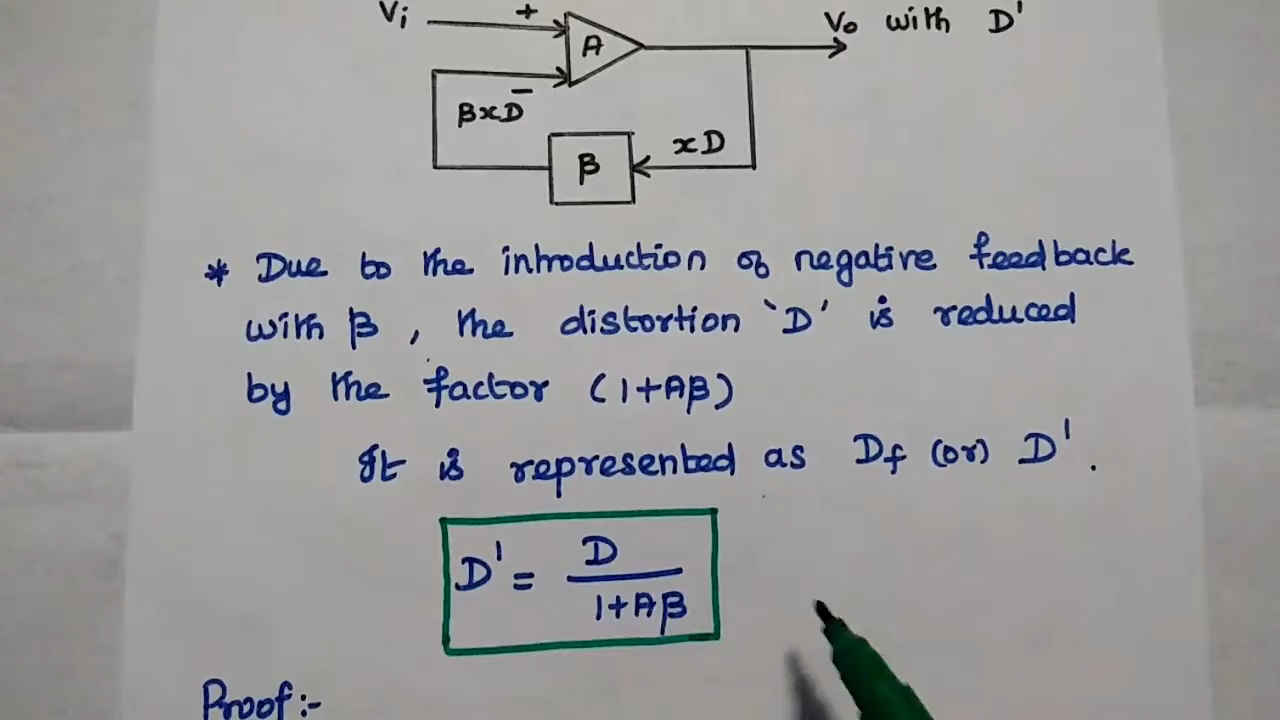 Vi + A Vo with D'
βxD -
β xD
* Due to the introduction of negative feedback
with β, the distortion 'D' is reduced
by the factor (1+Aβ)
It is represented as Df (or) D'.
D' = D / 1+Aβ
Proof:-